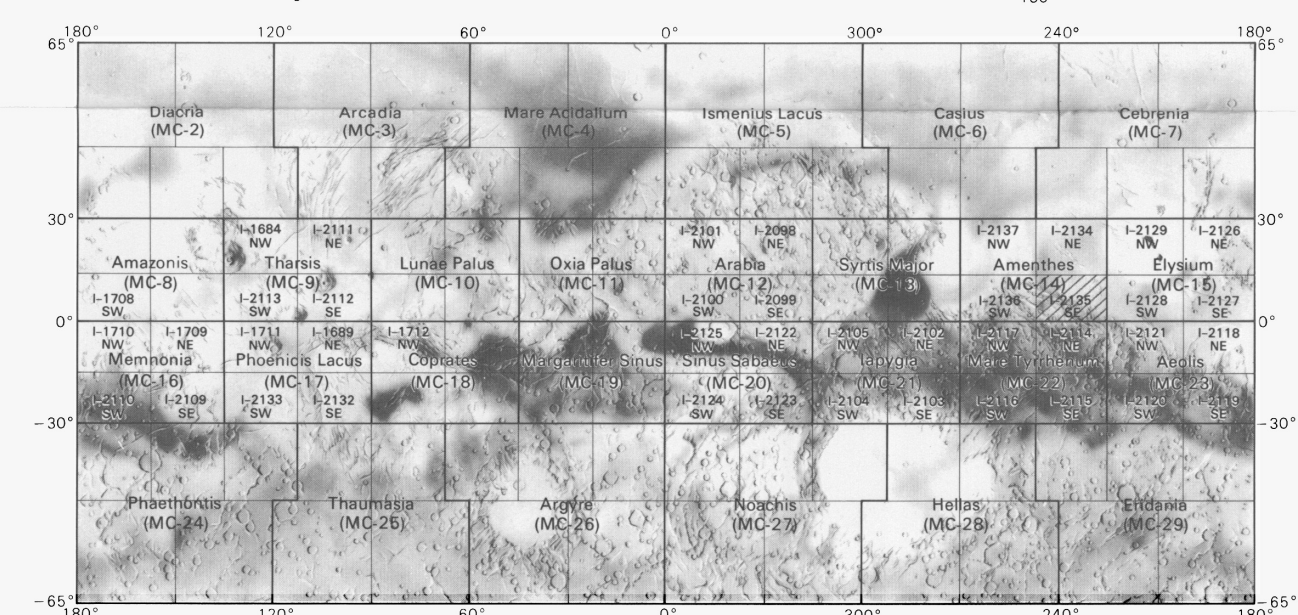 180° 120° 60° 0° 300° 240° 180°
65° 65°
Diacria Arcadia Mare Acidalium Ismenius Lacus Casius Cebrenia
(MC-2) (MC-3) (MC-4) (MC-5) (MC-6) (MC-7)
30° 30°
I-1684 I-2111 I-2101 I-2098 I-2137 I-2134 I-2129 I-2126
NW NE NW NE NW NE NW NE
Amazonis Tharsis Lunae Palus Oxia Palus Arabia Syrtis Major Amenthes Elysium
(MC-8) (MC-9) (MC-10) (MC-11) (MC-12) (MC-13) (MC-14) (MC-15)
I-1708 I-2113 I-2112 I-2100 I-2099 I-2136 I-2135 I-2128 I-2127
SW SW SE SW SE SW SE SW SE
0° 0°
I-1710 I-1709 I-1711 I-1689 I-1712 I-2125 I-2122 I-2105 I-2102 I-2117 I-2114 I-2121 I-2118
NW NE NW NE NW NW NE NW NE NW NE NW NE
Memnonia Phoenicis Lacus Coprates Margaritifer Sinus Sinus Sabaeus Iapygia Mare Tyrrhenum Aeolis
(MC-16) (MC-17) (MC-18) (MC-19) (MC-20) (MC-21) (MC-22) (MC-23)
I-2110 I-2109 I-2133 I-2132 I-2124 I-2123 I-2104 I-2103 I-2116 I-2115 I-2120 I-2119
SW SE SW SE SW SE SW SE SW SE SW SE
-30° -30°
Phaethontis Thaumasia Argyre Noachis Hellas Eridania
(MC-24) (MC-25) (MC-26) (MC-27) (MC-28) (MC-29)
-65° -65°
180° 120° 60° 0° 300° 240° 180°